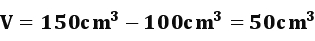 V = 150cm³ − 100cm³ = 50cm³